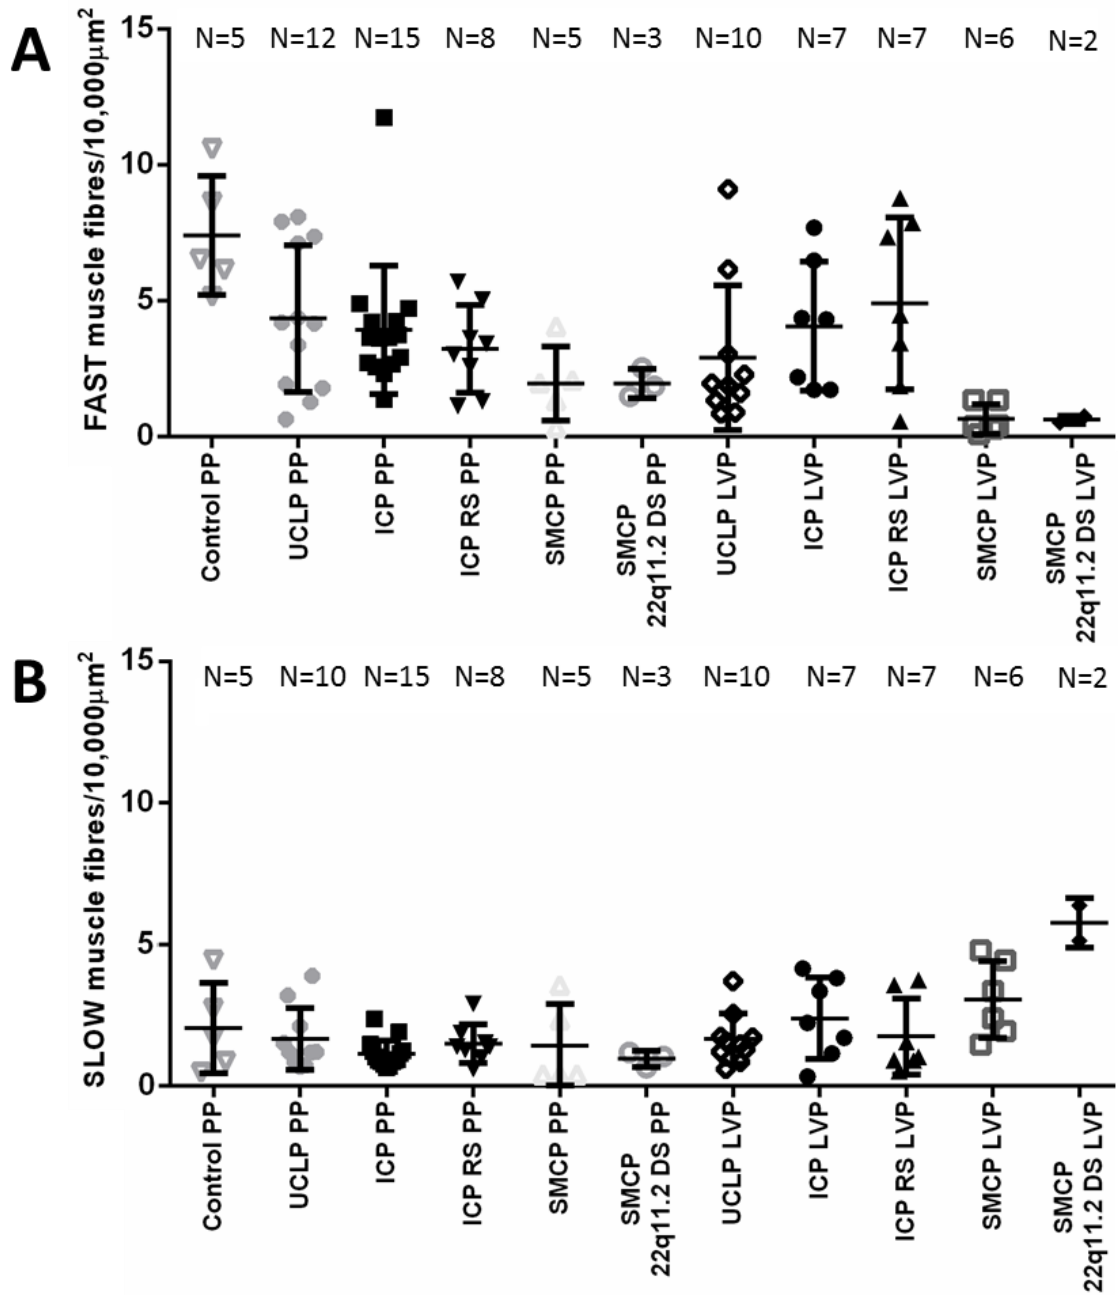 A
FAST muscle fibres/10,000µm²
15
10
5
0
N=5 N=12 N=15 N=8 N=5 N=3 N=10 N=7 N=7 N=6 N=2
Control PP
UCLP PP
ICP PP
ICP RS PP
SMCP PP
SMCP
22q11.2 DS PP
UCLP LVP
ICP LVP
ICP RS LVP
SMCP LVP
SMCP
22q11.2 DS LVP
B
SLOW muscle fibres/10,000µm²
15
10
5
0
N=5 N=10 N=15 N=8 N=5 N=3 N=10 N=7 N=7 N=6 N=2
Control PP
UCLP PP
ICP PP
ICP RS PP
SMCP PP
SMCP
22q11.2 DS PP
UCLP LVP
ICP LVP
ICP RS LVP
SMCP LVP
SMCP
22q11.2 DS LVP